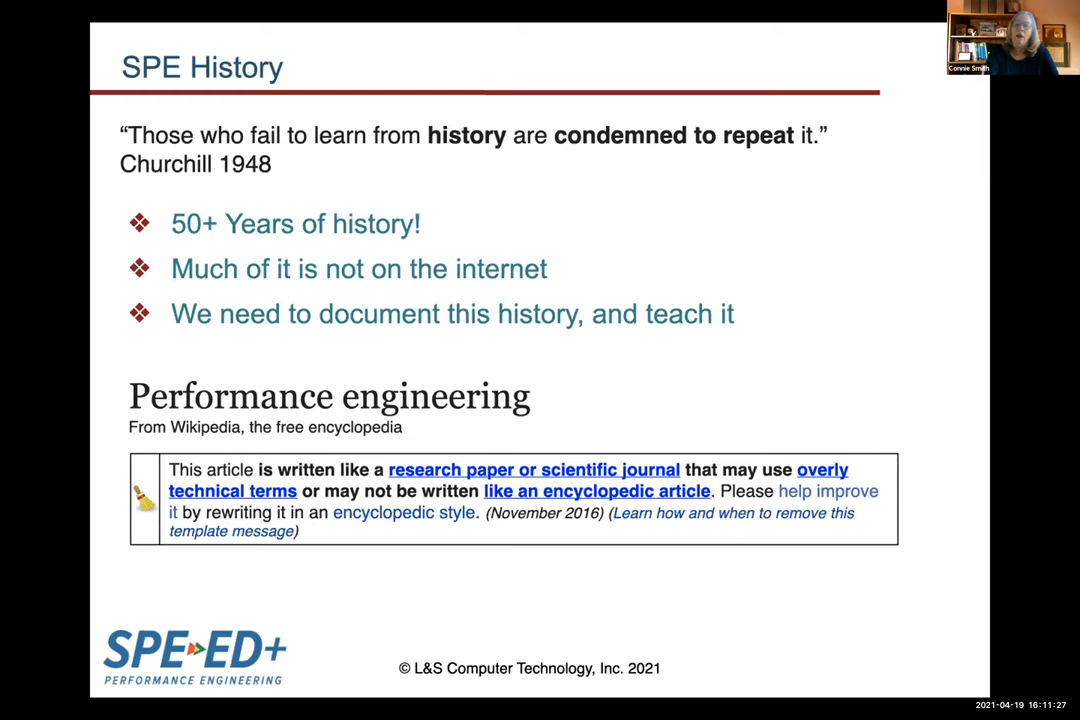 SPE History
“Those who fail to learn from history are condemned to repeat it.”
Churchill 1948
❖ 50+ Years of history!
❖ Much of it is not on the internet
❖ We need to document this history, and teach it
Performance engineering
From Wikipedia, the free encyclopedia
This article is written like a research paper or scientific journal that may use overly
technical terms or may not be written like an encyclopedic article. Please help improve
it by rewriting it in an encyclopedic style. (November 2016) (Learn how and when to remove this
template message)
SPE-ED+
PERFORMANCE ENGINEERING
© L&S Computer Technology, Inc. 2021
Connie Smith
2021-04-19 16:11:27